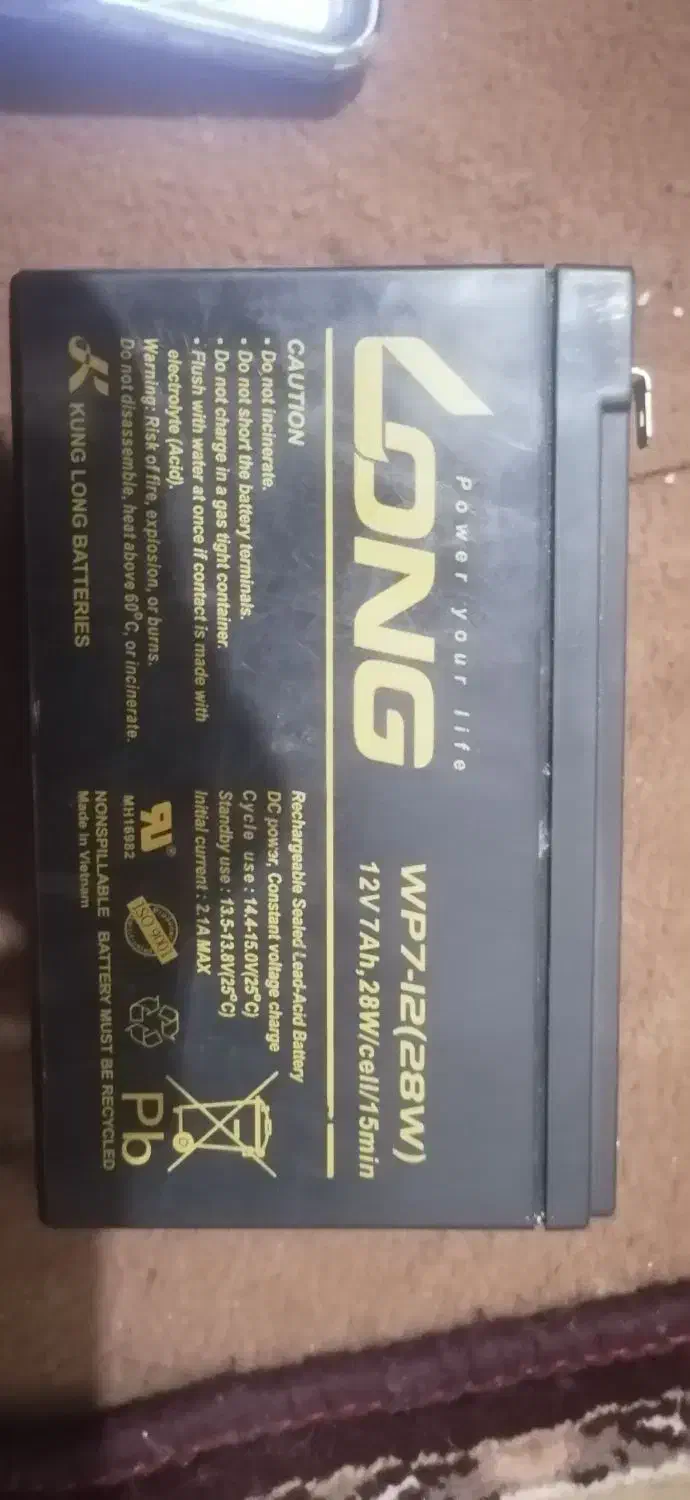 LONG
Power your life
WP7-12(28W)
12V7Ah,28W/cell/15min
CAUTION
• Do not incinerate.
• Do not short the battery terminals.
• Do not charge in a gas tight container.
• Flush with water at once if contact is made with
electrolyte (Acid).
Warning: Risk of fire, explosion, or burns.
Do not disassemble, heat above 60°C, or incinerate.
KUNG LONG BATTERIES
Rechargeable Sealed Lead-Acid Battery
DC power, Constant voltage charge
Cycle use : 14.4-15.0V(25°C)
Standby use : 13.5-13.8V(25°C)
Initial current : 2.1A MAX
RU®
MH16982
ISO 9001
Pb
NONSPILLABLE BATTERY MUST BE RECYCLED
Made in Vietnam